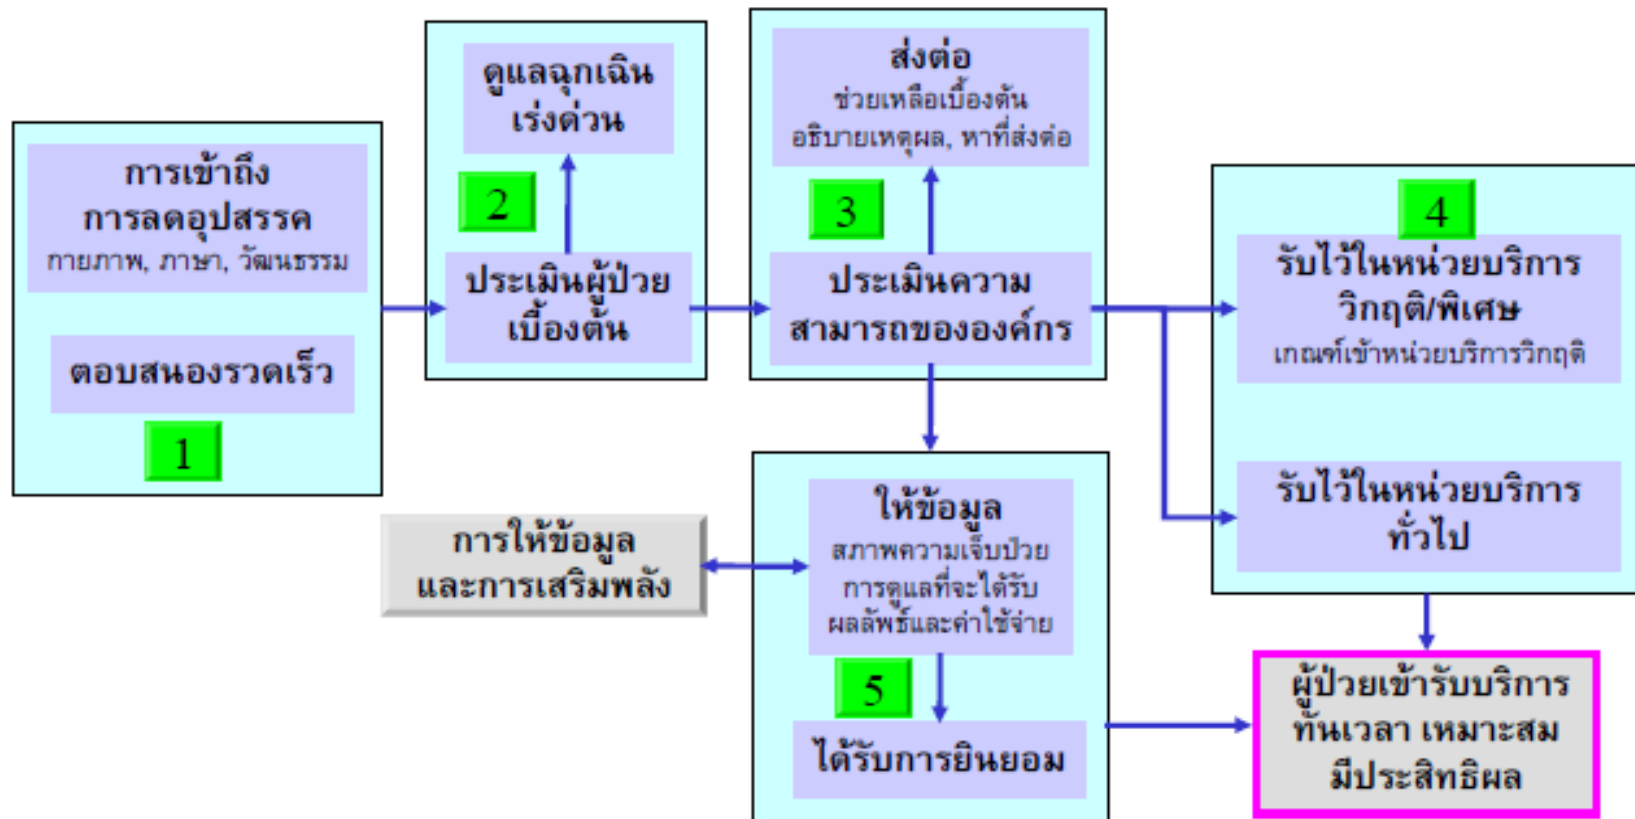 การเข้าถึง
การลดอุปสรรค
กายภาพ, ภาษา, วัฒนธรรม
ตอบสนองรวดเร็ว
1
ดูแลฉุกเฉิน
เร่งด่วน
2
ประเมินผู้ป่วย
เบื้องต้น
ส่งต่อ
ช่วยเหลือเบื้องต้น
อธิบายเหตุผล, หาที่ส่งต่อ
3
ประเมินความ
สามารถขององค์กร
4
รับไว้ในหน่วยบริการ
วิกฤติ/พิเศษ
เกณฑ์เข้าหน่วยบริการวิกฤติ
รับไว้ในหน่วยบริการ
ทั่วไป
การให้ข้อมูล
และการเสริมพลัง
ให้ข้อมูล
สภาพความเจ็บป่วย
การดูแลที่จะได้รับ
ผลลัพธ์และค่าใช้จ่าย
5
ได้รับการยินยอม
ผู้ป่วยเข้ารับบริการ
ทันเวลา เหมาะสม
มีประสิทธิผล